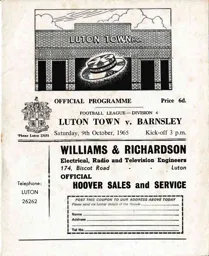 LUTON TOWN F.C.
OFFICIAL PROGRAMME Price 6d.
FOOTBALL LEAGUE—DIVISION 4
LUTON TOWN v. BARNSLEY
Saturday, 9th October, 1965 Kick-off 3 p.m.
WILLIAMS & RICHARDSON
Electrical, Radio and Television Engineers
174, Biscot Road - - Luton
OFFICIAL
HOOVER SALES and SERVICE
Telephone:
LUTON
26262
POST THIS COUPON TO OUR ADDRESS ABOVE TODAY
Name
Address
Tel No.